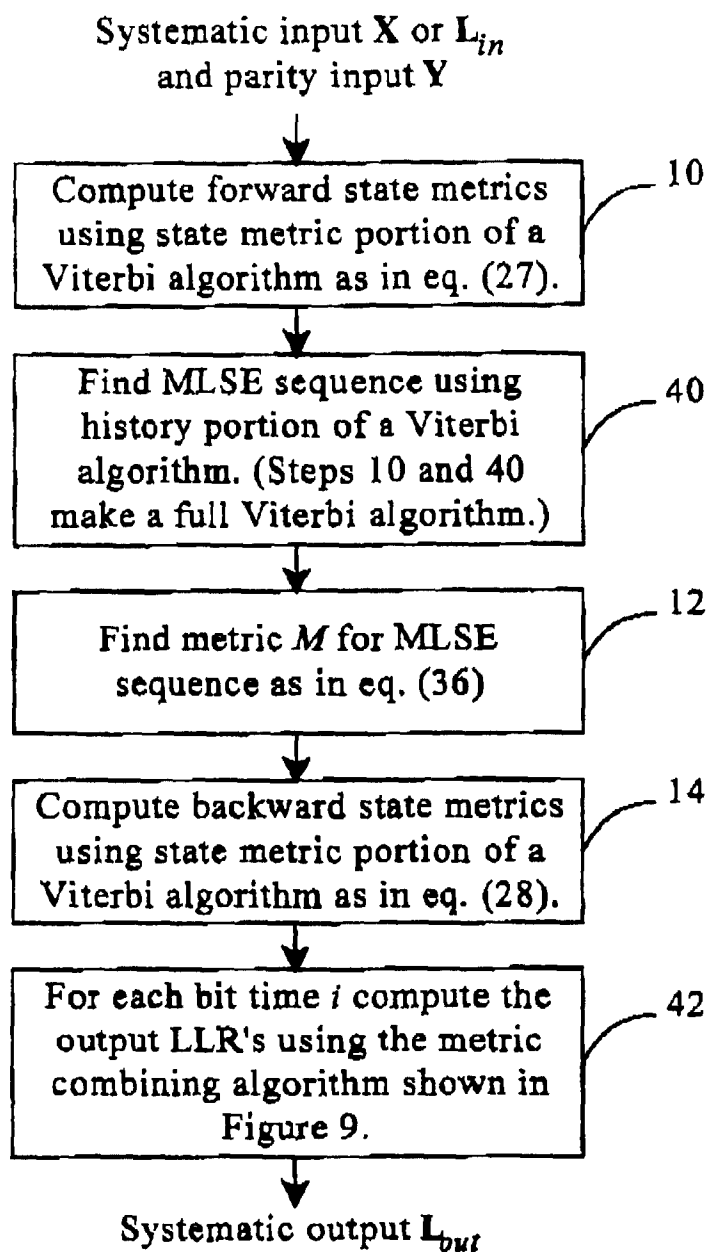 Systematic input X or L_in
and parity input Y
10
Compute forward state metrics
using state metric portion of a
Viterbi algorithm as in eq. (27).
40
Find MLSE sequence using
history portion of a Viterbi
algorithm. (Steps 10 and 40
make a full Viterbi algorithm.)
12
Find metric M for MLSE
sequence as in eq. (36)
14
Compute backward state metrics
using state metric portion of a
Viterbi algorithm as in eq. (28).
42
For each bit time i compute the
output LLR's using the metric
combining algorithm shown in
Figure 9.
Systematic output L_out